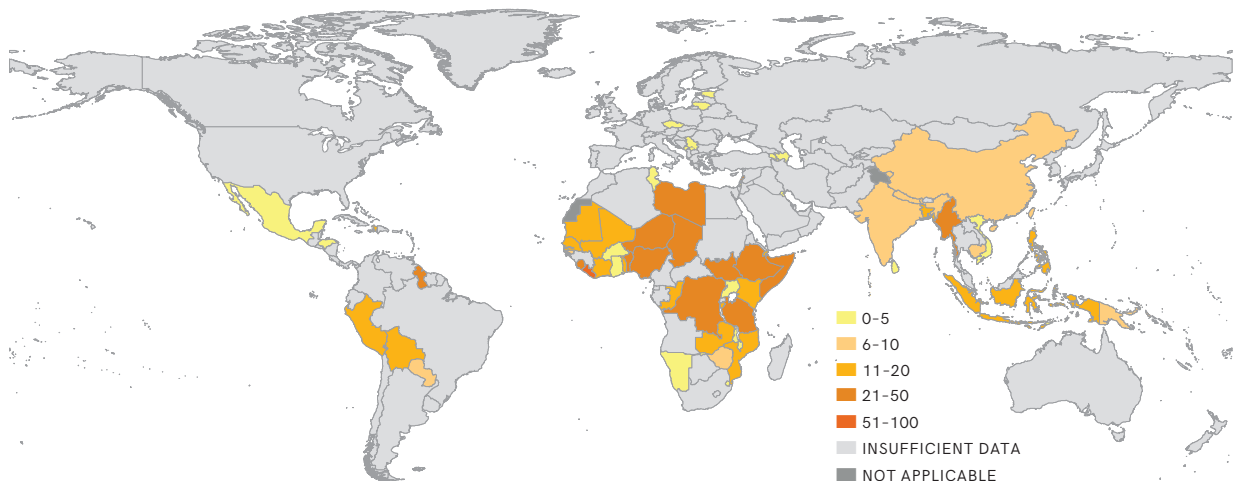 0-5
6-10
11-20
21-50
51-100
INSUFFICIENT DATA
NOT APPLICABLE